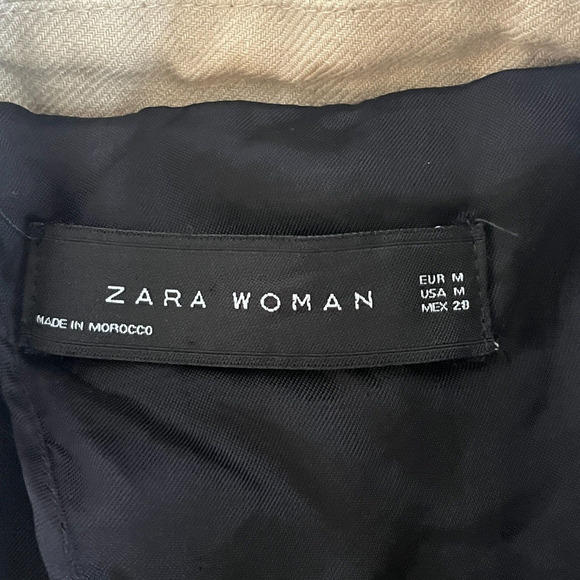 ZARA WOMAN
MADE IN MOROCCO
EUR M
USA M
MEX 28